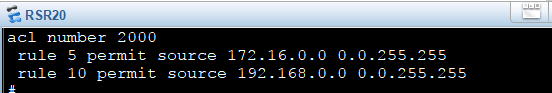 RSR20
acl number 2000
rule 5 permit source 172.16.0.0 0.0.255.255
rule 10 permit source 192.168.0.0 0.0.255.255
#